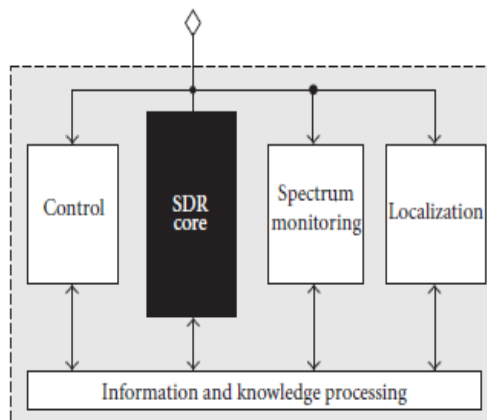 Control
SDR
core
Spectrum
monitoring
Localization
Information and knowledge processing